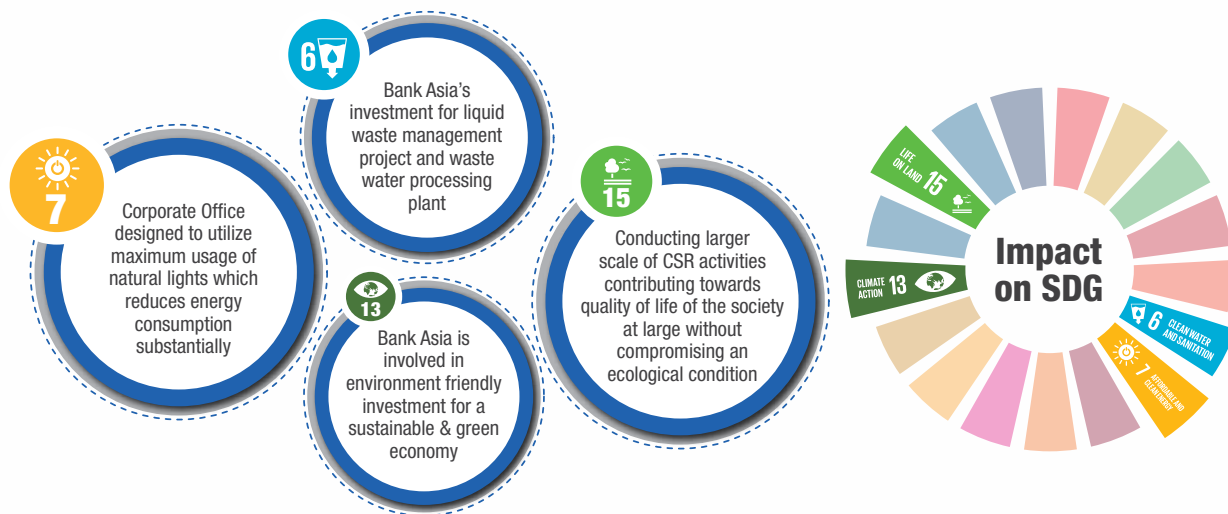 7
Corporate Office
designed to utilize
maximum usage of
natural lights which
reduces energy
consumption
substantially
6
Bank Asia’s
investment for liquid
waste management
project and waste
water processing
plant
13
Bank Asia is
involved in
environment friendly
investment for a
sustainable & green
economy
15
Conducting larger
scale of CSR activities
contributing towards
quality of life of the society
at large without
compromising an
ecological condition
Impact
on SDG
LIFE
ON LAND
15
CLIMATE
ACTION
13
6
CLEAN WATER
AND SANITATION
7
AFFORDABLE AND
CLEAN ENERGY